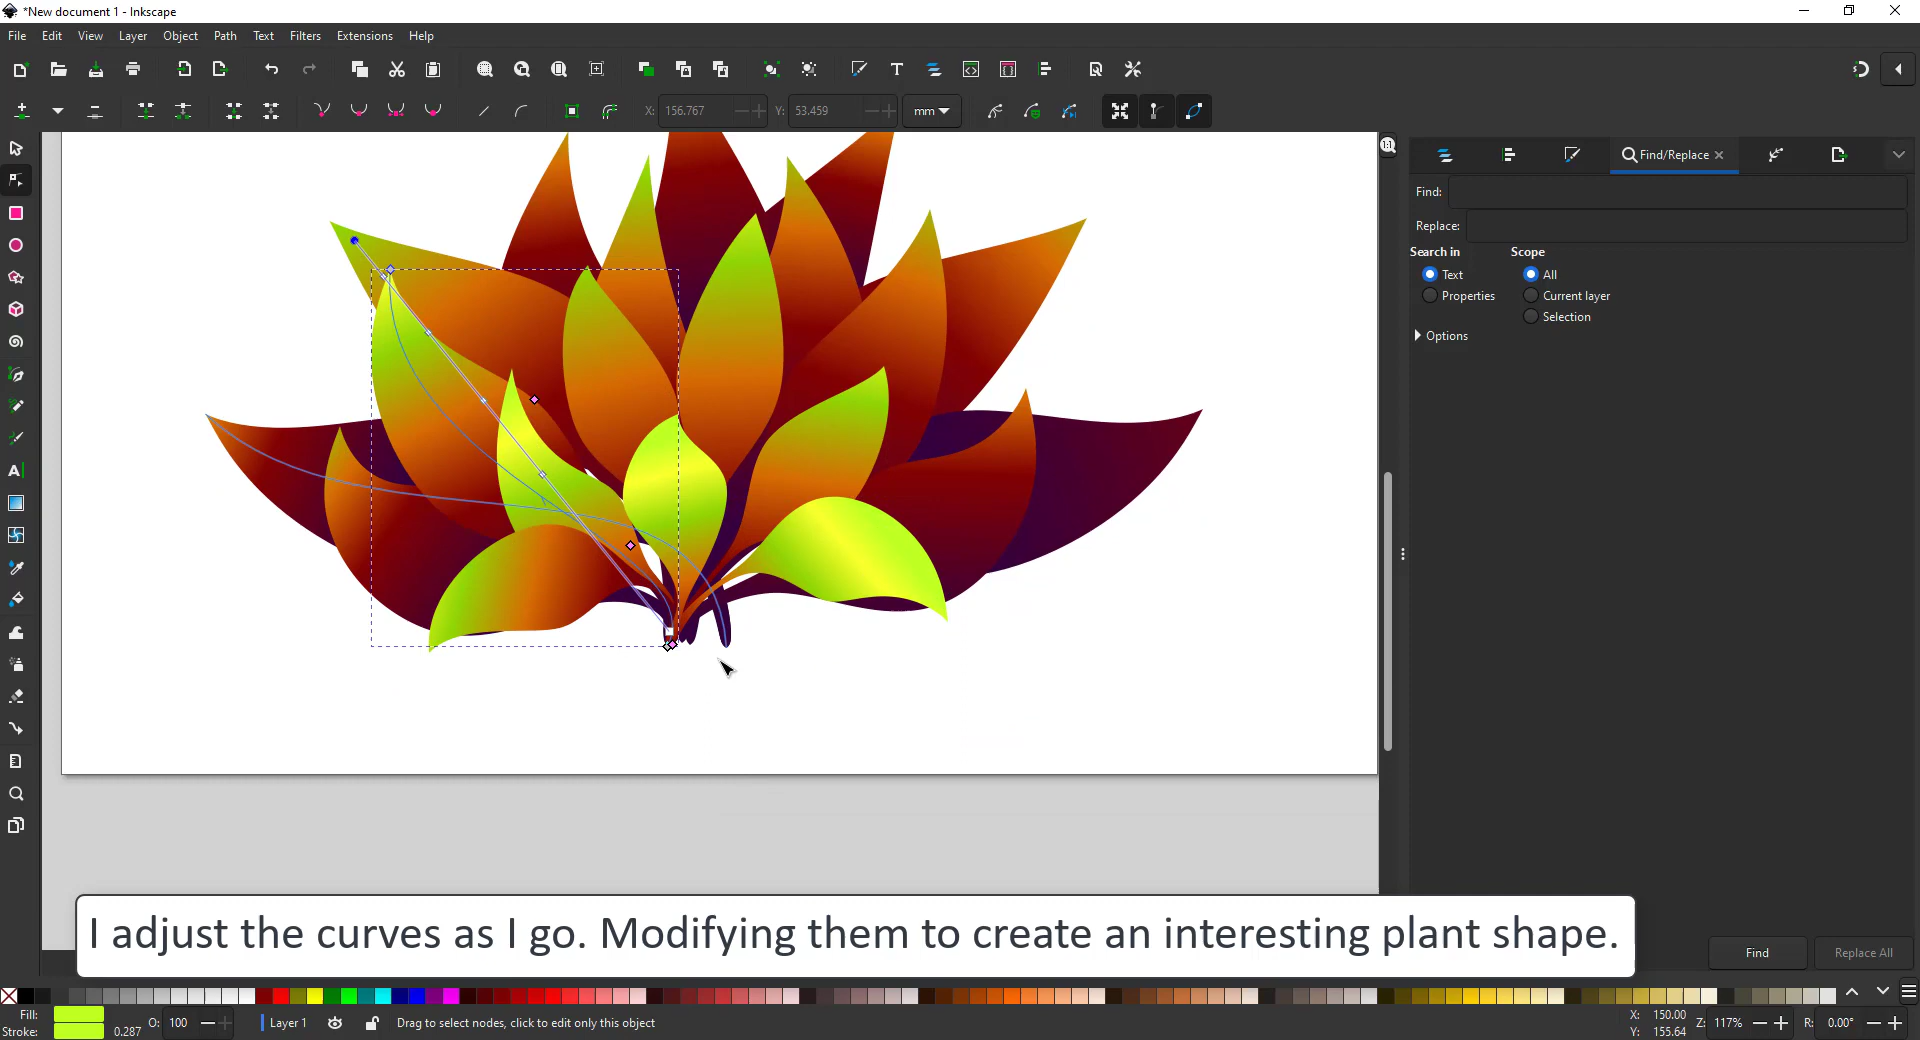 *New document 1 - Inkscape
File Edit View Layer Object Path Text Filters Extensions Help
X: 156.767 Y: 53.459 mm
Find/Replace
Find:
Replace:
Search in Scope
Text All
Properties Current layer
Selection
Options
I adjust the curves as I go. Modifying them to create an interesting plant shape.
Find Replace All
Fill:
Stroke: 0.287 O: 100 Layer 1 Drag to select nodes, click to edit only this object X: 150.00 Z: 117% R: 0.00°
Y: 155.64